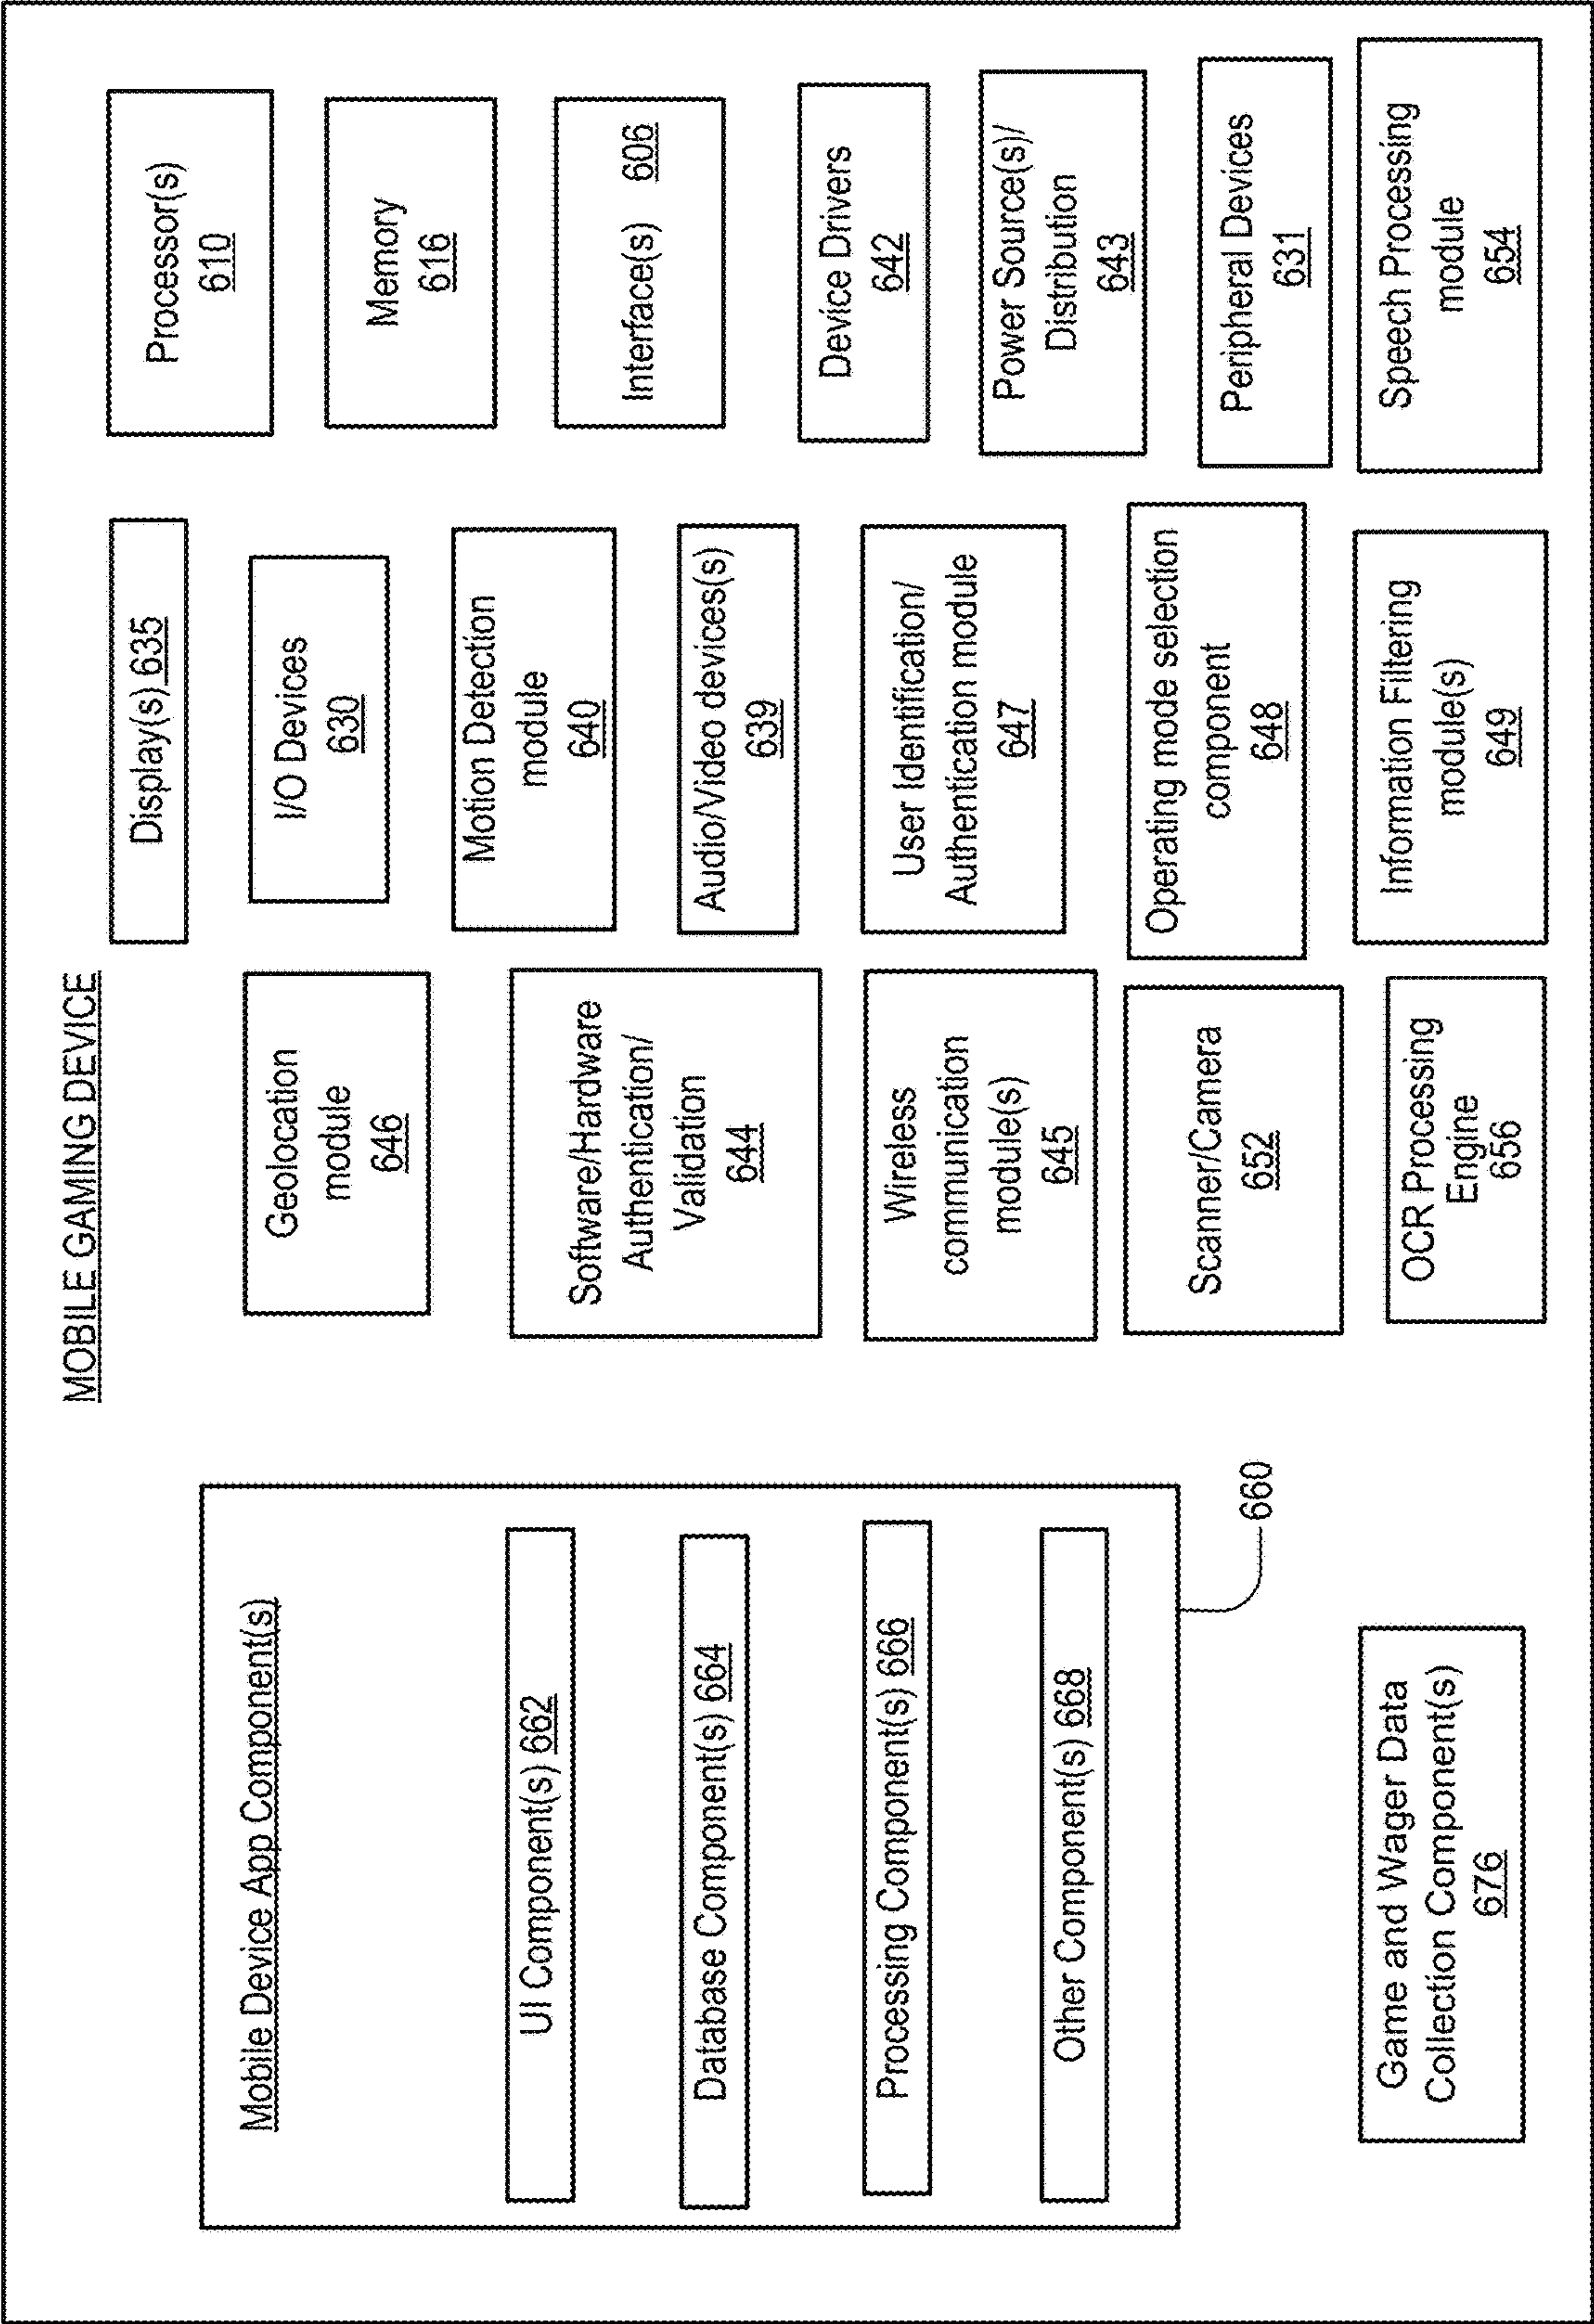 MOBILE GAMING DEVICE
Mobile Device App Component(s)
UI Component(s) 662
Database Component(s) 664
Processing Component(s) 666
Other Component(s) 668
660
Game and Wager Data
Collection Component(s)
676
Geolocation
module
646
Software/Hardware
Authentication/
Validation
644
Wireless
communication
module(s)
645
Scanner/Camera
652
OCR Processing
Engine
656
Display(s) 635
I/O Devices
630
Motion Detection
module
640
Audio/Video devices(s)
639
User Identification/
Authentication module
647
Operating mode selection
component
648
Information Filtering
module(s)
649
Processor(s)
610
Memory
616
Interface(s) 606
Device Drivers
642
Power Source(s)/
Distribution
643
Peripheral Devices
631
Speech Processing
module
654